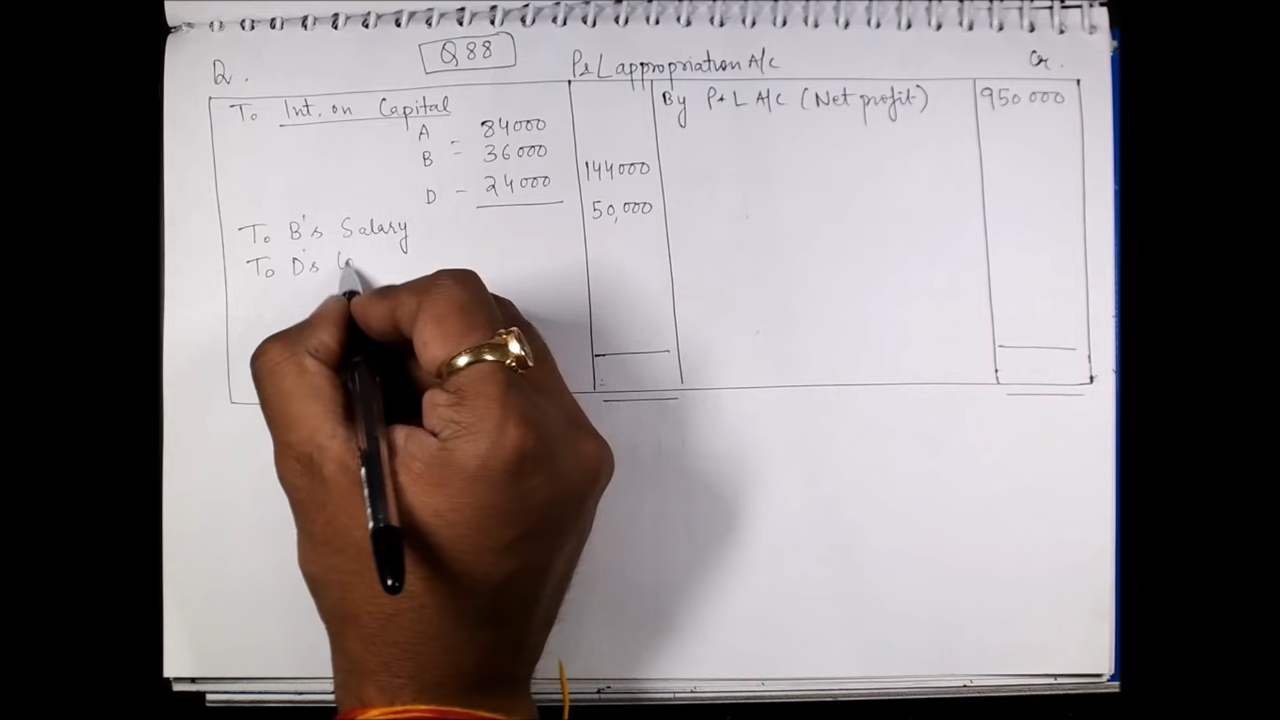 Q88
Q.
P&L appropriation A/c
Cr.
To Int. on Capital
A = 84000
B = 36000
D - 24000
144000
To B's Salary
50,000
To D's
By P+L A/C (Net profit)
950000